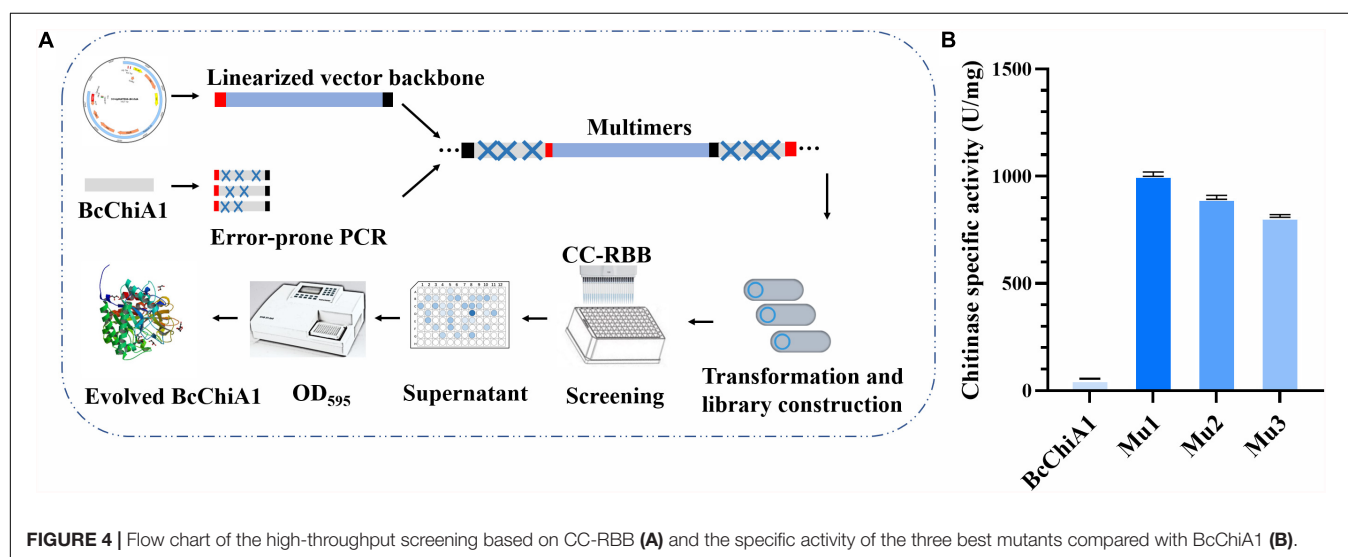 A
Linearized vector backbone
Multimers
BcChiA1
Error-prone PCR
CC-RBB
Evolved BcChiA1
OD595
Supernatant
Screening
Transformation and
library construction
B
Chitinase specific activity (U/mg)
1500
1000
500
0
BcChiA1
Mu1
Mu2
Mu3
FIGURE 4 | Flow chart of the high-throughput screening based on CC-RBB (A) and the specific activity of the three best mutants compared with BcChiA1 (B).